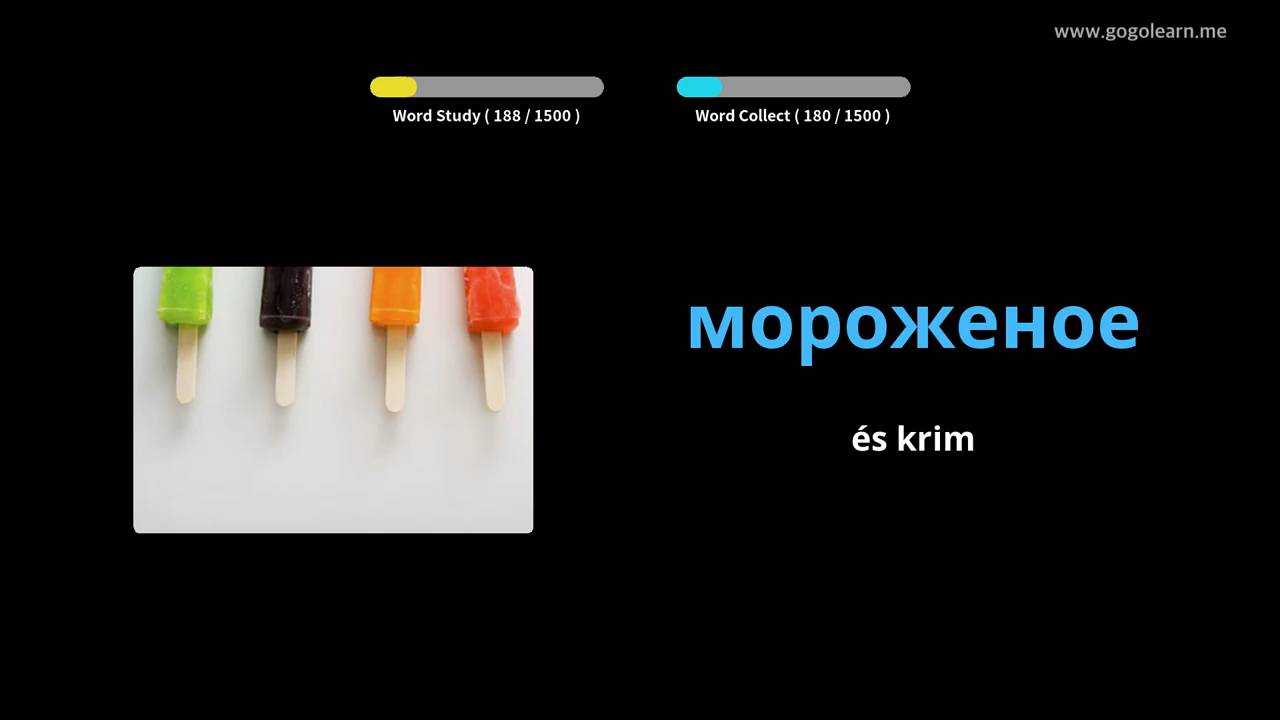 www.gogolearn.me
Word Study ( 188 / 1500 )
Word Collect ( 180 / 1500 )
мороженое
és krim